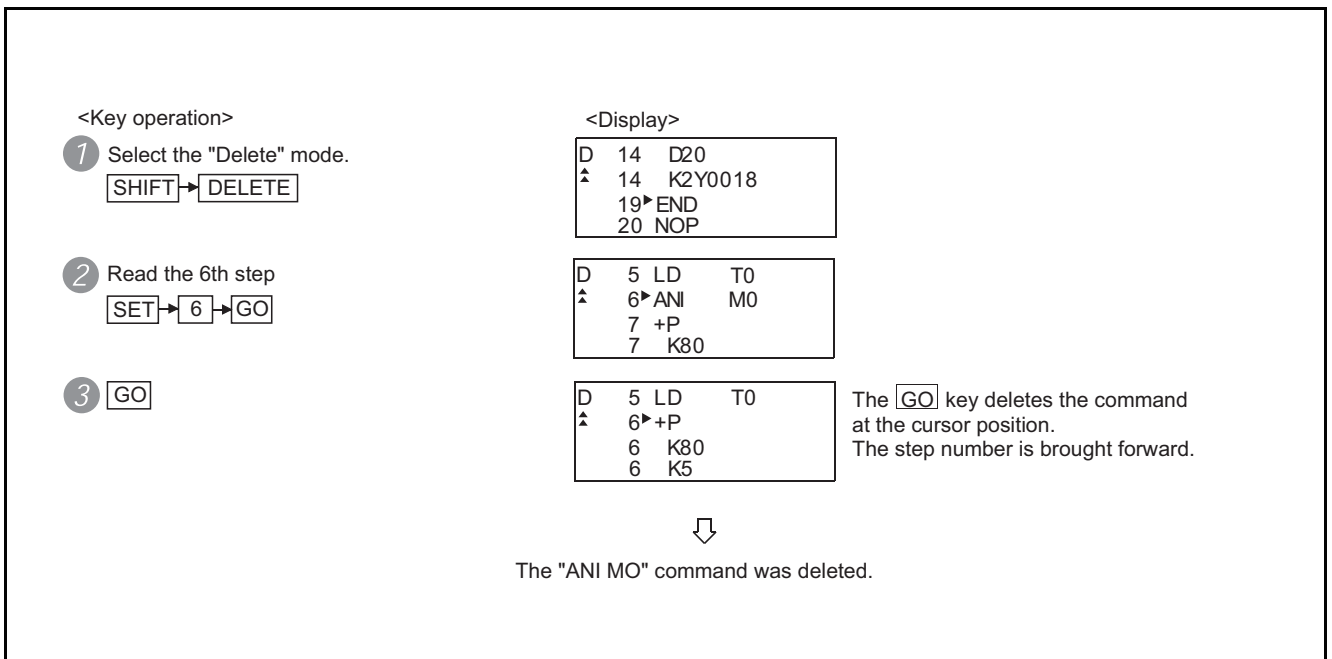 <Key operation>
<Display>
1 Select the "Delete" mode.
SHIFT DELETE
D 14 D20
14 K2Y0018
19 END
20 NOP
2 Read the 6th step
SET 6 GO
D 5 LD T0
6 ANI M0
7 +P
7 K80
3 GO
D 5 LD T0
6 +P
6 K80
6 K5
The GO key deletes the command
at the cursor position.
The step number is brought forward.
The "ANI MO" command was deleted.